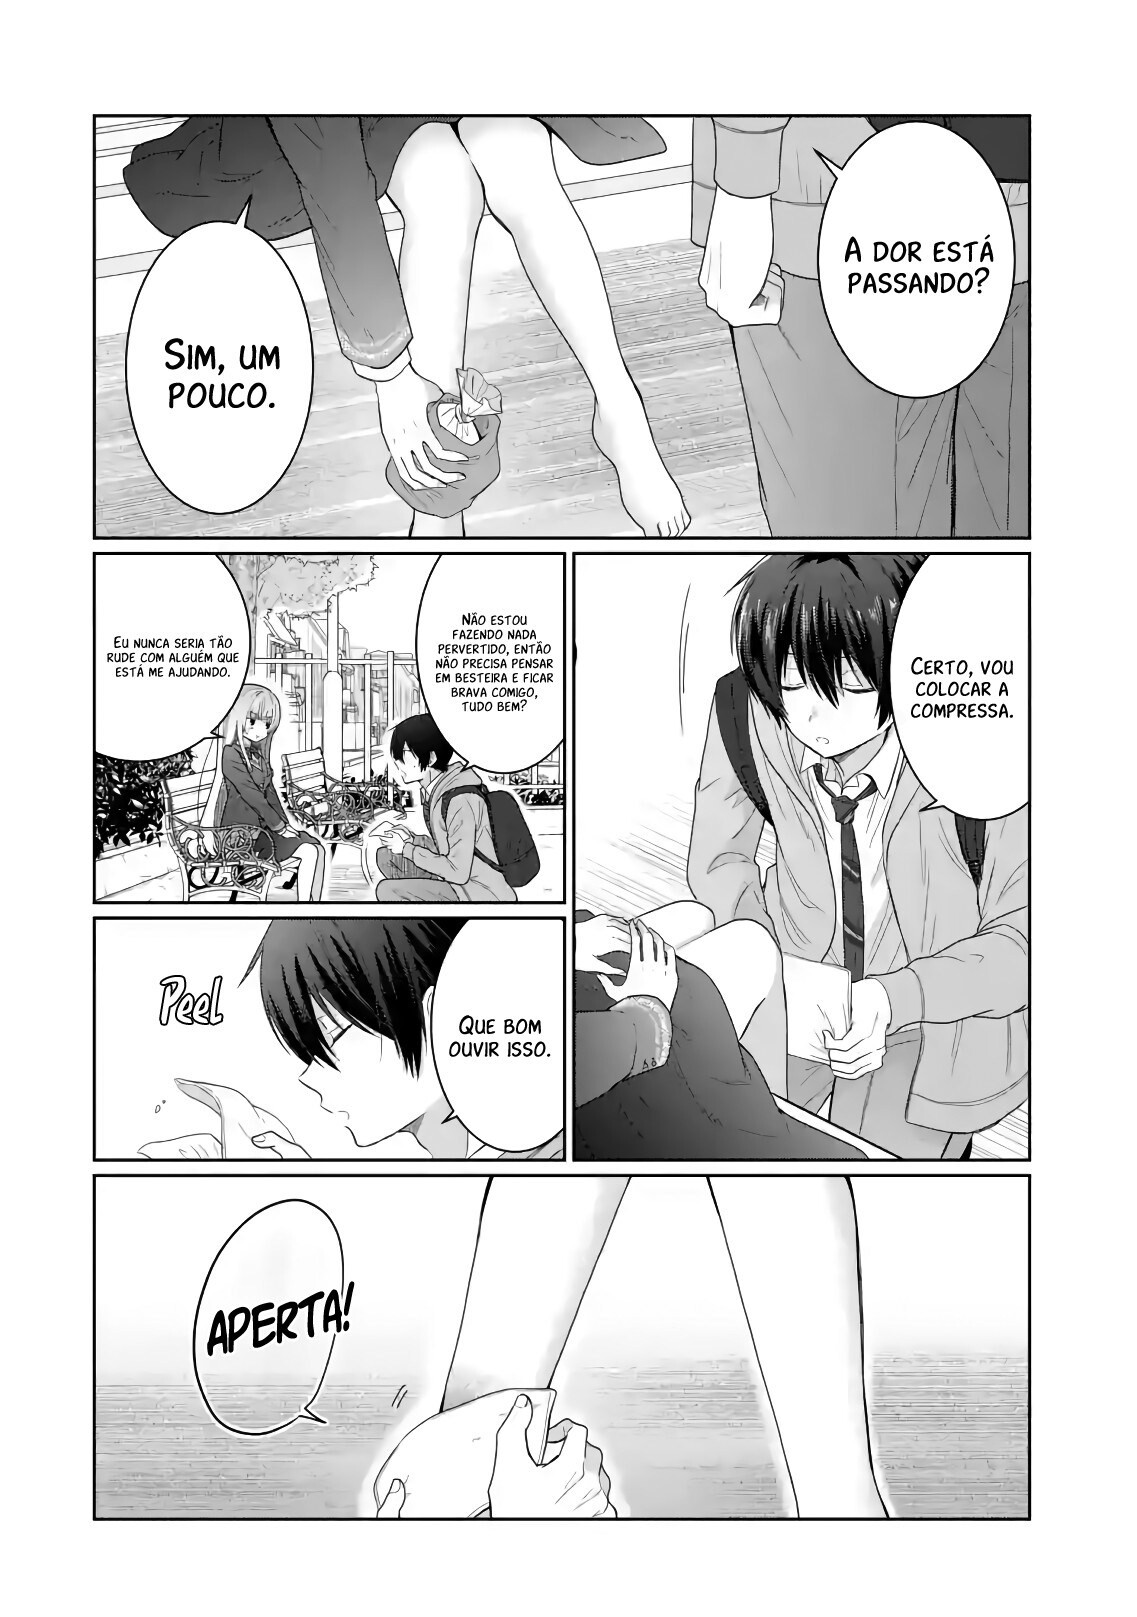 A DOR ESTÁ
PASSANDO?
SIM, UM
POUCO.
CERTO, VOU
COLOCAR A
COMPRESSA.
NÃO ESTOU
FAZENDO NADA
PERVERTIDO, ENTÃO
NÃO PRECISA PENSAR
EM BESTEIRA E FICAR
BRAVA COMIGO,
TUDO BEM?
EU NUNCA SERIA TÃO
RUDE COM ALGUÉM QUE
ESTÁ ME AJUDANDO.
QUE BOM
OUVIR ISSO.
Peel
APERTA!